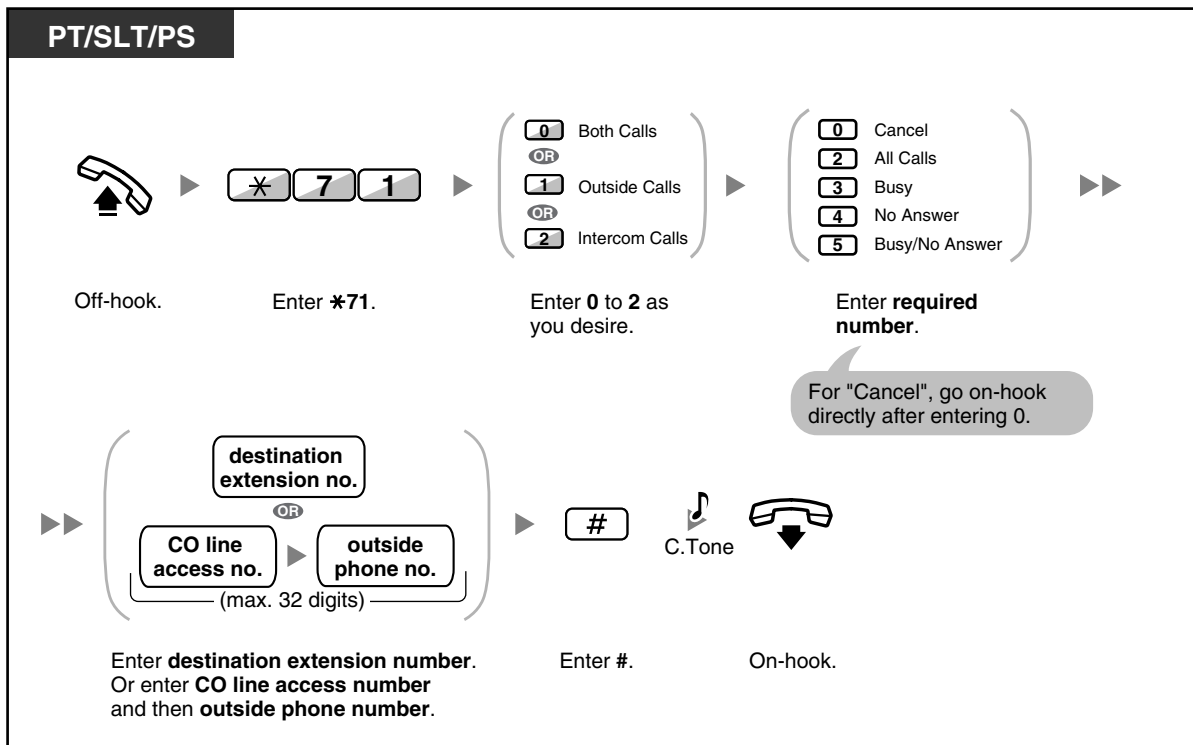 PT/SLT/PS
0 Both Calls
OR
1 Outside Calls
OR
2 Intercom Calls
0 Cancel
2 All Calls
3 Busy
4 No Answer
5 Busy/No Answer
* 7 1
Off-hook.
Enter *71.
Enter 0 to 2 as
you desire.
Enter required
number.
For "Cancel", go on-hook
directly after entering 0.
destination
extension no.
OR
CO line
access no.
outside
phone no.
(max. 32 digits)
#
C.Tone
Enter destination extension number.
Or enter CO line access number
and then outside phone number.
Enter #.
On-hook.